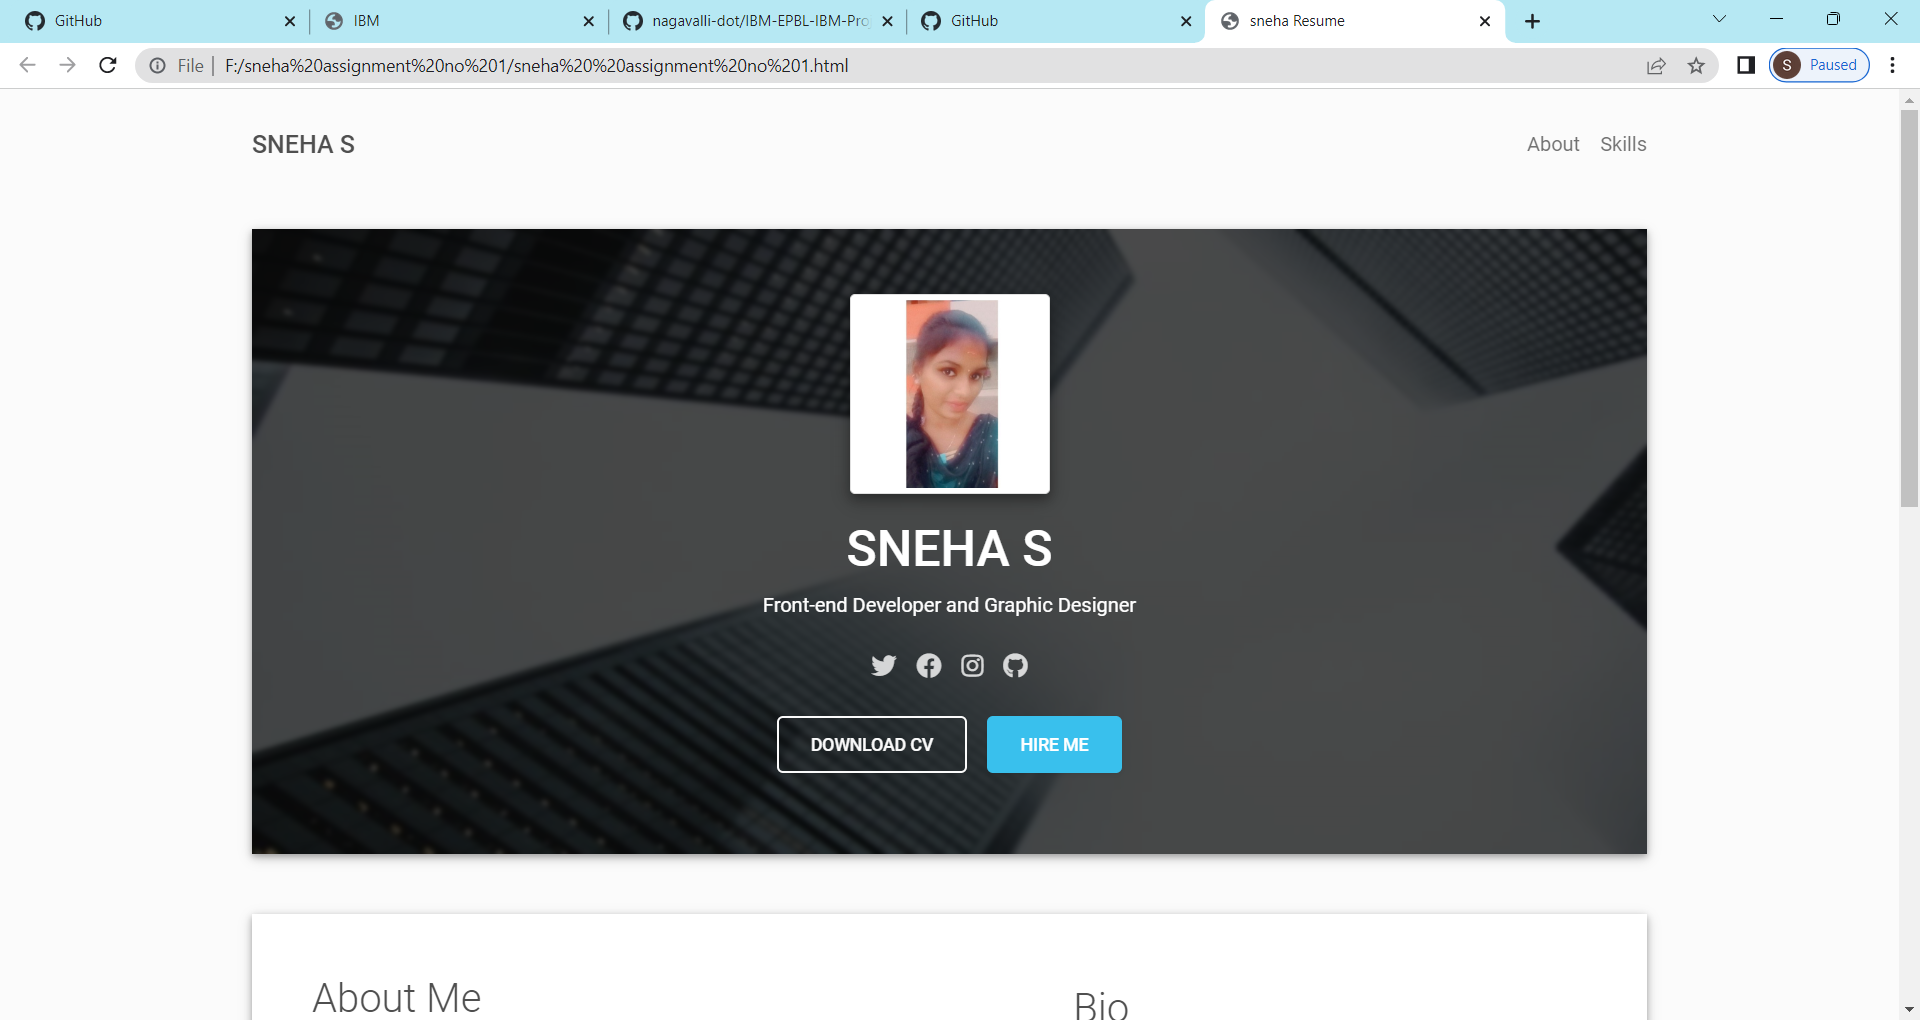 GitHub
IBM
nagavalli-dot/IBM-EPBL-IBM-Pro
GitHub
sneha Resume
File
F:/sneha%20assignment%20no%201/sneha%20%20assignment%20no%201.html
S
Paused
SNEHA S
About
Skills
SNEHA S
Front-end Developer and Graphic Designer
DOWNLOAD CV
HIRE ME
About Me
Bio